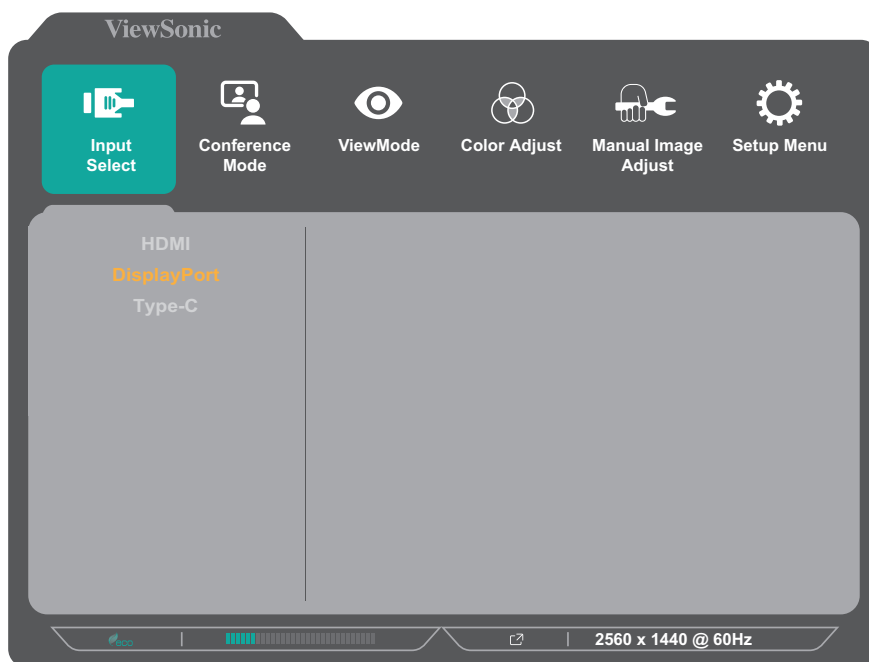 ViewSonic
Input
Select
Conference
Mode
ViewMode
Color Adjust
Manual Image
Adjust
Setup Menu
HDMI
DisplayPort
Type-C
eco
2560 x 1440 @ 60Hz